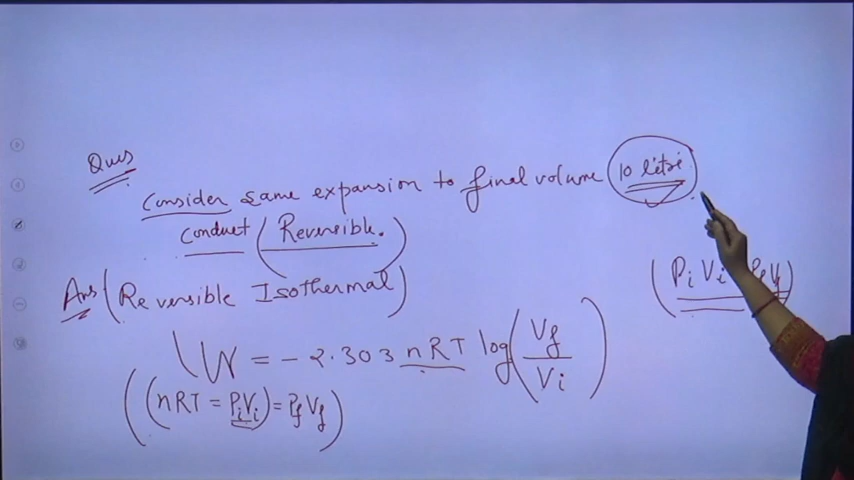 Ques
Consider same expansion to final volume 10 litre
conduct (Reversible.)
Ans (Reversible Isothermal)
(PiVi PfVf)
W = - 2.303 nRT log(Vf/Vi)
((nRT = PiVi) = PfVf)